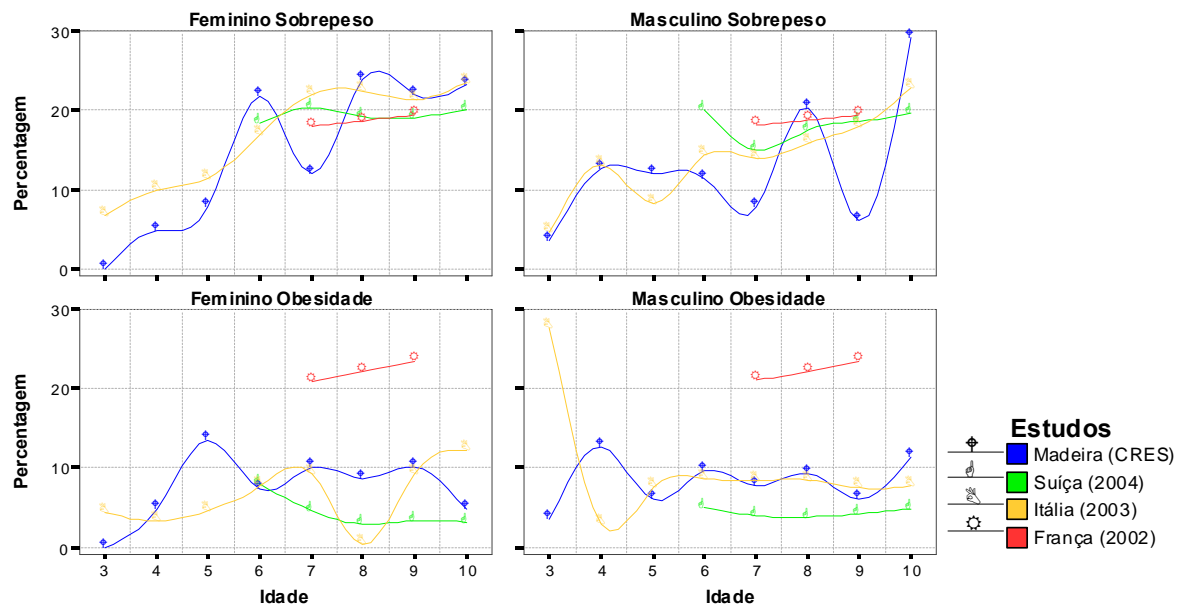 Feminino Sobrepeso
Masculino Sobrepeso
Percentagem
30
20
10
0
Feminino Obesidade
Masculino Obesidade
Percentagem
30
20
10
0
3 4 5 6 7 8 9 10
3 4 5 6 7 8 9 10
Idade
Idade
Estudos
Madeira (CRES)
Suíça (2004)
Itália (2003)
França (2002)